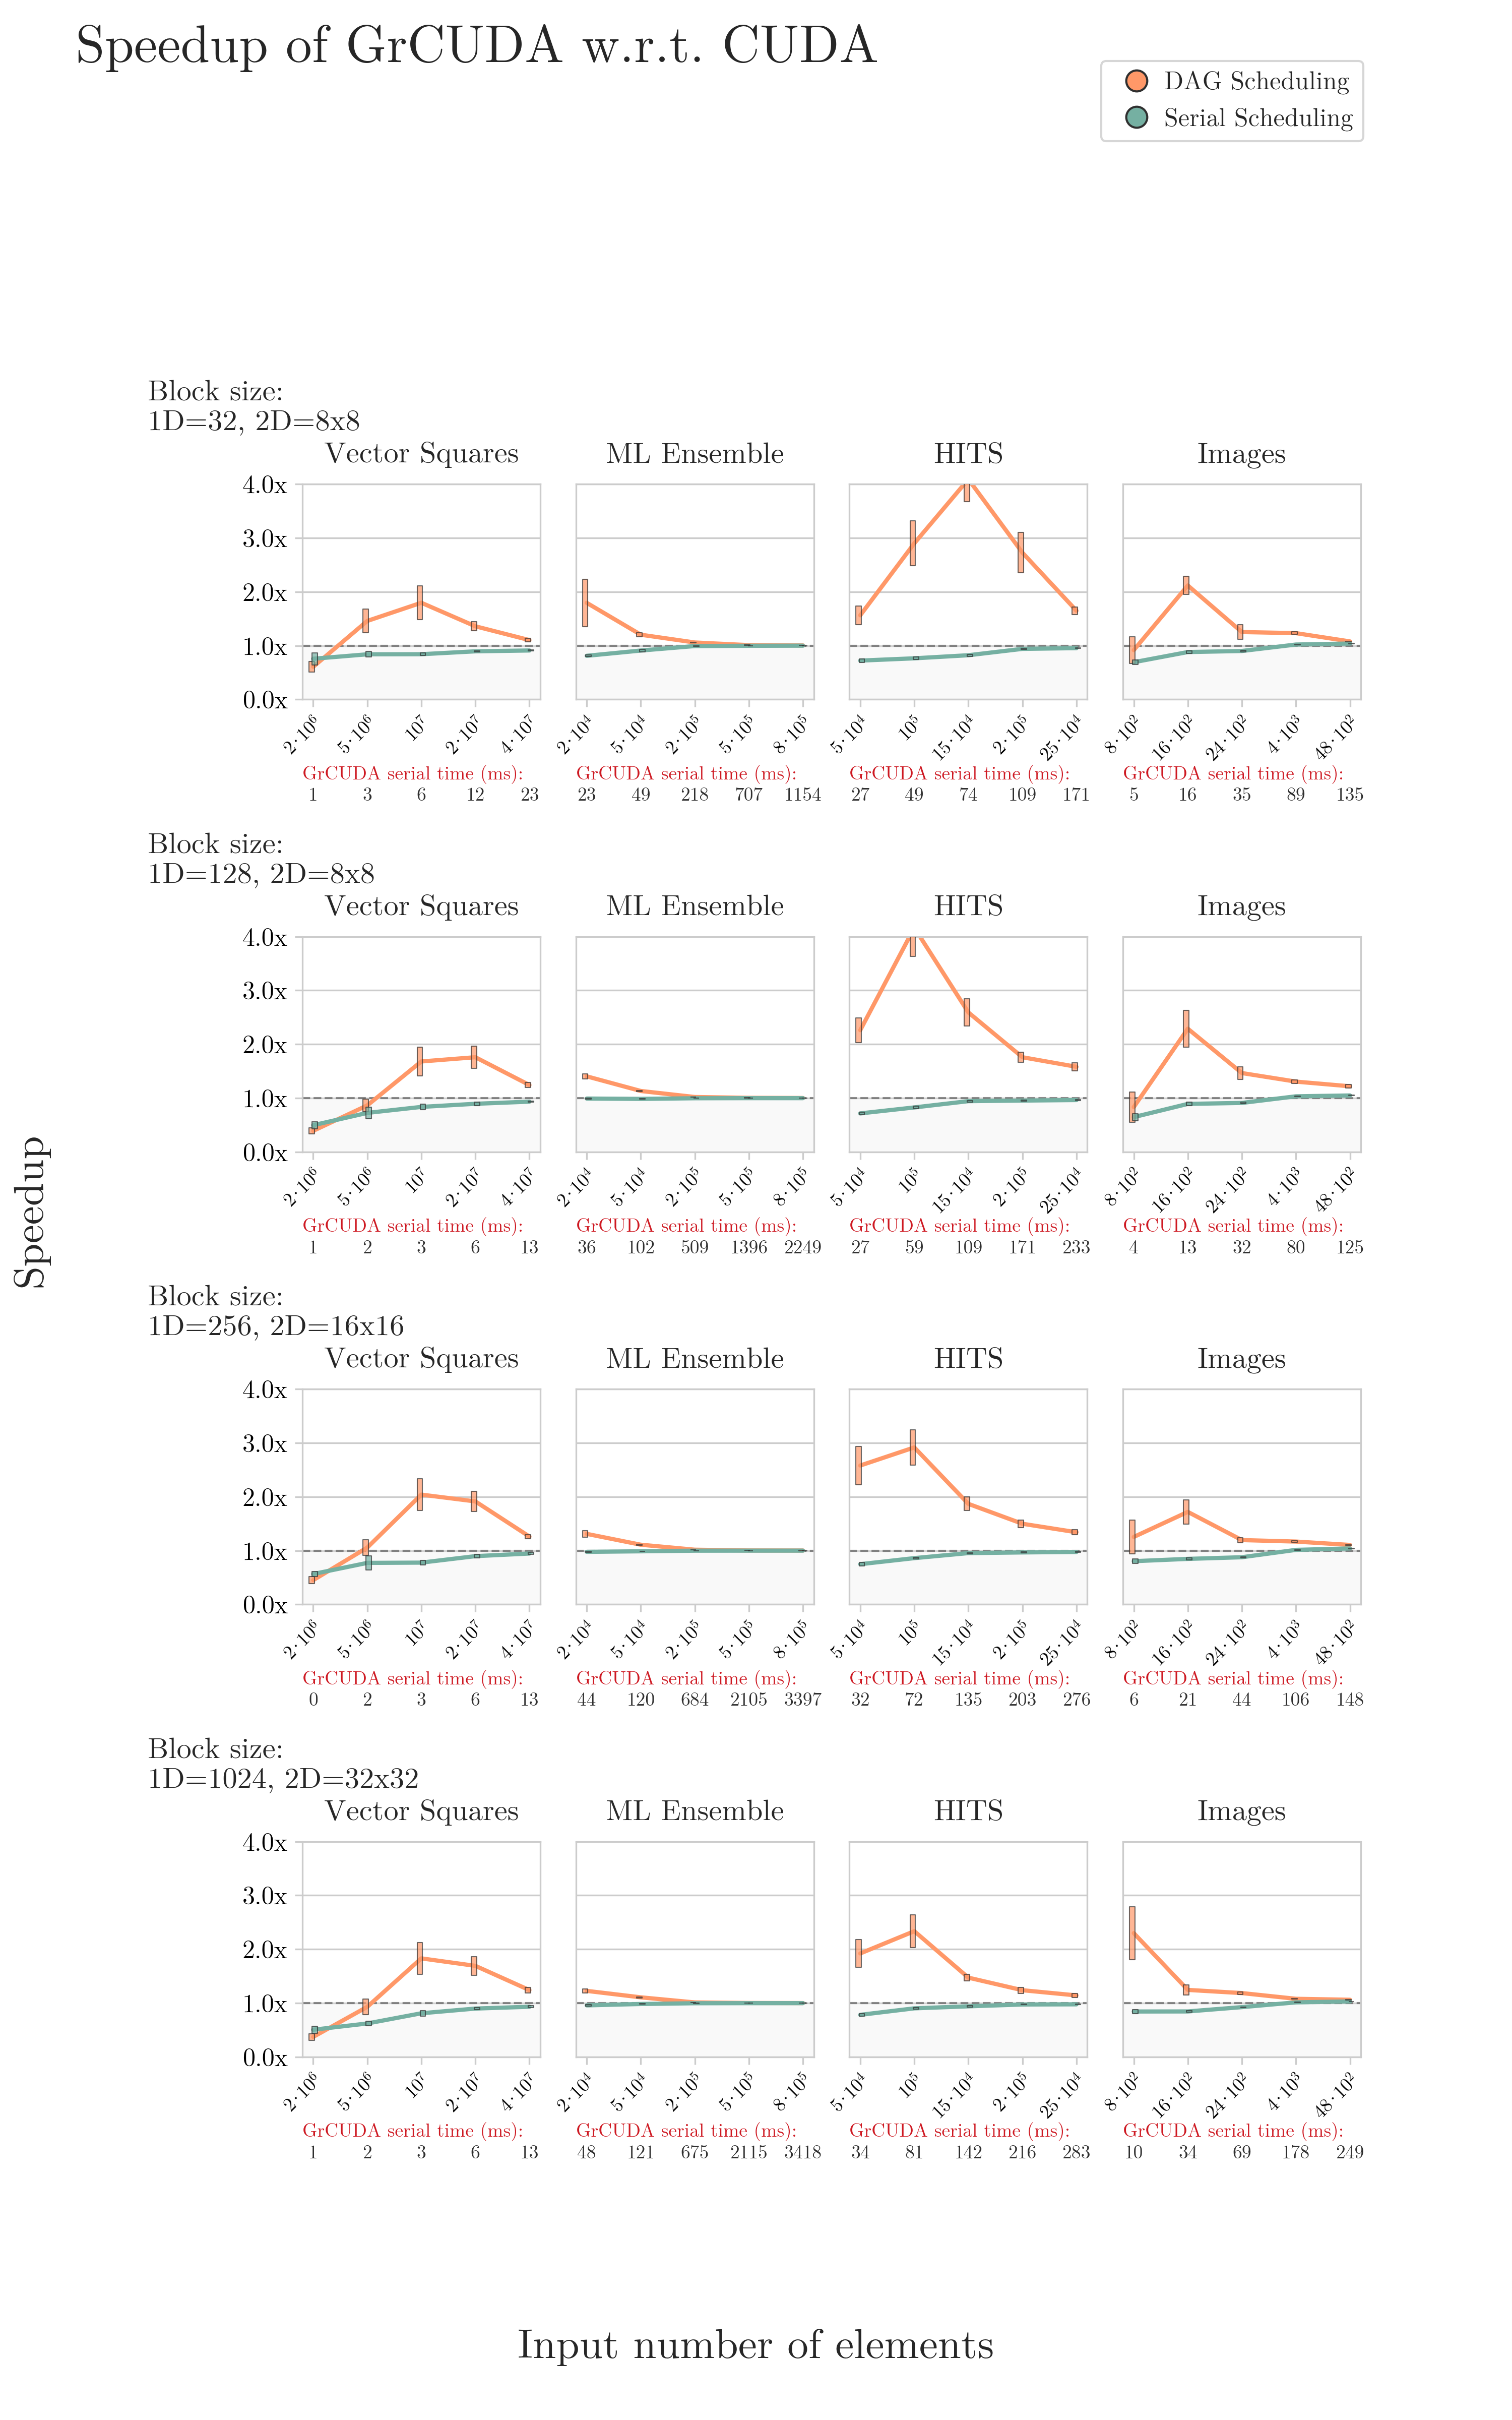 Speedup of GrCUDA w.r.t. CUDA
DAG Scheduling
Serial Scheduling
Speedup
Block size:
1D=32, 2D=8x8
Vector Squares ML Ensemble HITS Images
4.0x
3.0x
2.0x
1.0x
0.0x
2·10⁶ 5·10⁶ 10⁷ 2·10⁷ 4·10⁷ 2·10⁴ 5·10⁴ 2·10⁵ 5·10⁵ 8·10⁵ 5·10⁴ 10⁵ 15·10⁴ 2·10⁵ 25·10⁴ 8·10² 16·10² 24·10² 4·10³ 48·10²
GrCUDA serial time (ms): GrCUDA serial time (ms): GrCUDA serial time (ms): GrCUDA serial time (ms):
1 3 6 12 23 23 49 218 707 1154 27 49 74 109 171 5 16 35 89 135
Block size:
1D=128, 2D=8x8
Vector Squares ML Ensemble HITS Images
4.0x
3.0x
2.0x
1.0x
0.0x
2·10⁶ 5·10⁶ 10⁷ 2·10⁷ 4·10⁷ 2·10⁴ 5·10⁴ 2·10⁵ 5·10⁵ 8·10⁵ 5·10⁴ 10⁵ 15·10⁴ 2·10⁵ 25·10⁴ 8·10² 16·10² 24·10² 4·10³ 48·10²
GrCUDA serial time (ms): GrCUDA serial time (ms): GrCUDA serial time (ms): GrCUDA serial time (ms):
1 2 3 6 13 36 102 509 1396 2249 27 59 109 171 233 4 13 32 80 125
Block size:
1D=256, 2D=16x16
Vector Squares ML Ensemble HITS Images
4.0x
3.0x
2.0x
1.0x
0.0x
2·10⁶ 5·10⁶ 10⁷ 2·10⁷ 4·10⁷ 2·10⁴ 5·10⁴ 2·10⁵ 5·10⁵ 8·10⁵ 5·10⁴ 10⁵ 15·10⁴ 2·10⁵ 25·10⁴ 8·10² 16·10² 24·10² 4·10³ 48·10²
GrCUDA serial time (ms): GrCUDA serial time (ms): GrCUDA serial time (ms): GrCUDA serial time (ms):
0 2 3 6 13 44 120 684 2105 3397 32 72 135 203 276 6 21 44 106 148
Block size:
1D=1024, 2D=32x32
Vector Squares ML Ensemble HITS Images
4.0x
3.0x
2.0x
1.0x
0.0x
2·10⁶ 5·10⁶ 10⁷ 2·10⁷ 4·10⁷ 2·10⁴ 5·10⁴ 2·10⁵ 5·10⁵ 8·10⁵ 5·10⁴ 10⁵ 15·10⁴ 2·10⁵ 25·10⁴ 8·10² 16·10² 24·10² 4·10³ 48·10²
GrCUDA serial time (ms): GrCUDA serial time (ms): GrCUDA serial time (ms): GrCUDA serial time (ms):
1 2 3 6 13 48 121 675 2115 3418 34 81 142 216 283 10 34 69 178 249
Input number of elements